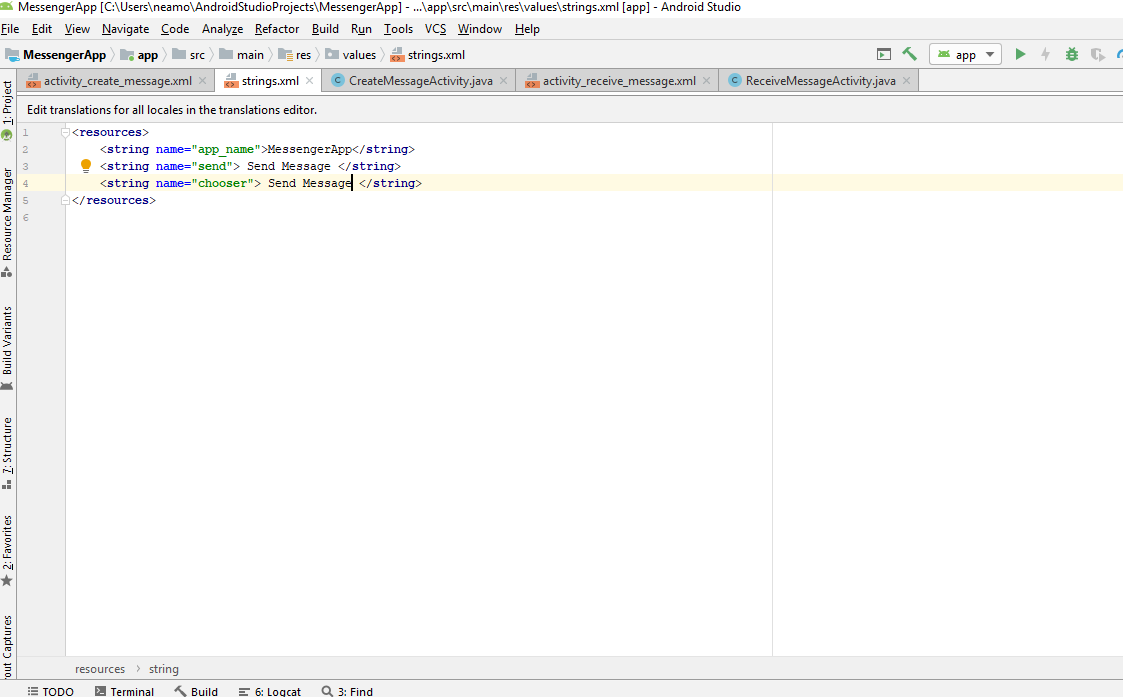 MessengerApp [C:\Users\neamo\AndroidStudioProjects\MessengerApp] - ...\app\src\main\res\values\strings.xml [app] - Android Studio
File Edit View Navigate Code Analyze Refactor Build Run Tools VCS Window Help
MessengerApp app src main res values strings.xml app
activity_create_message.xml strings.xml CreateMessageActivity.java activity_receive_message.xml ReceiveMessageActivity.java
Edit translations for all locales in the translations editor.
1 <resources>
2 <string name="app_name">MessengerApp</string>
3 <string name="send"> Send Message </string>
4 <string name="chooser"> Send Message </string>
5 </resources>
6
1: Project
Resource Manager
Build Variants
7: Structure
2: Favorites
Captures
resources string
TODO Terminal Build 6: Logcat 3: Find